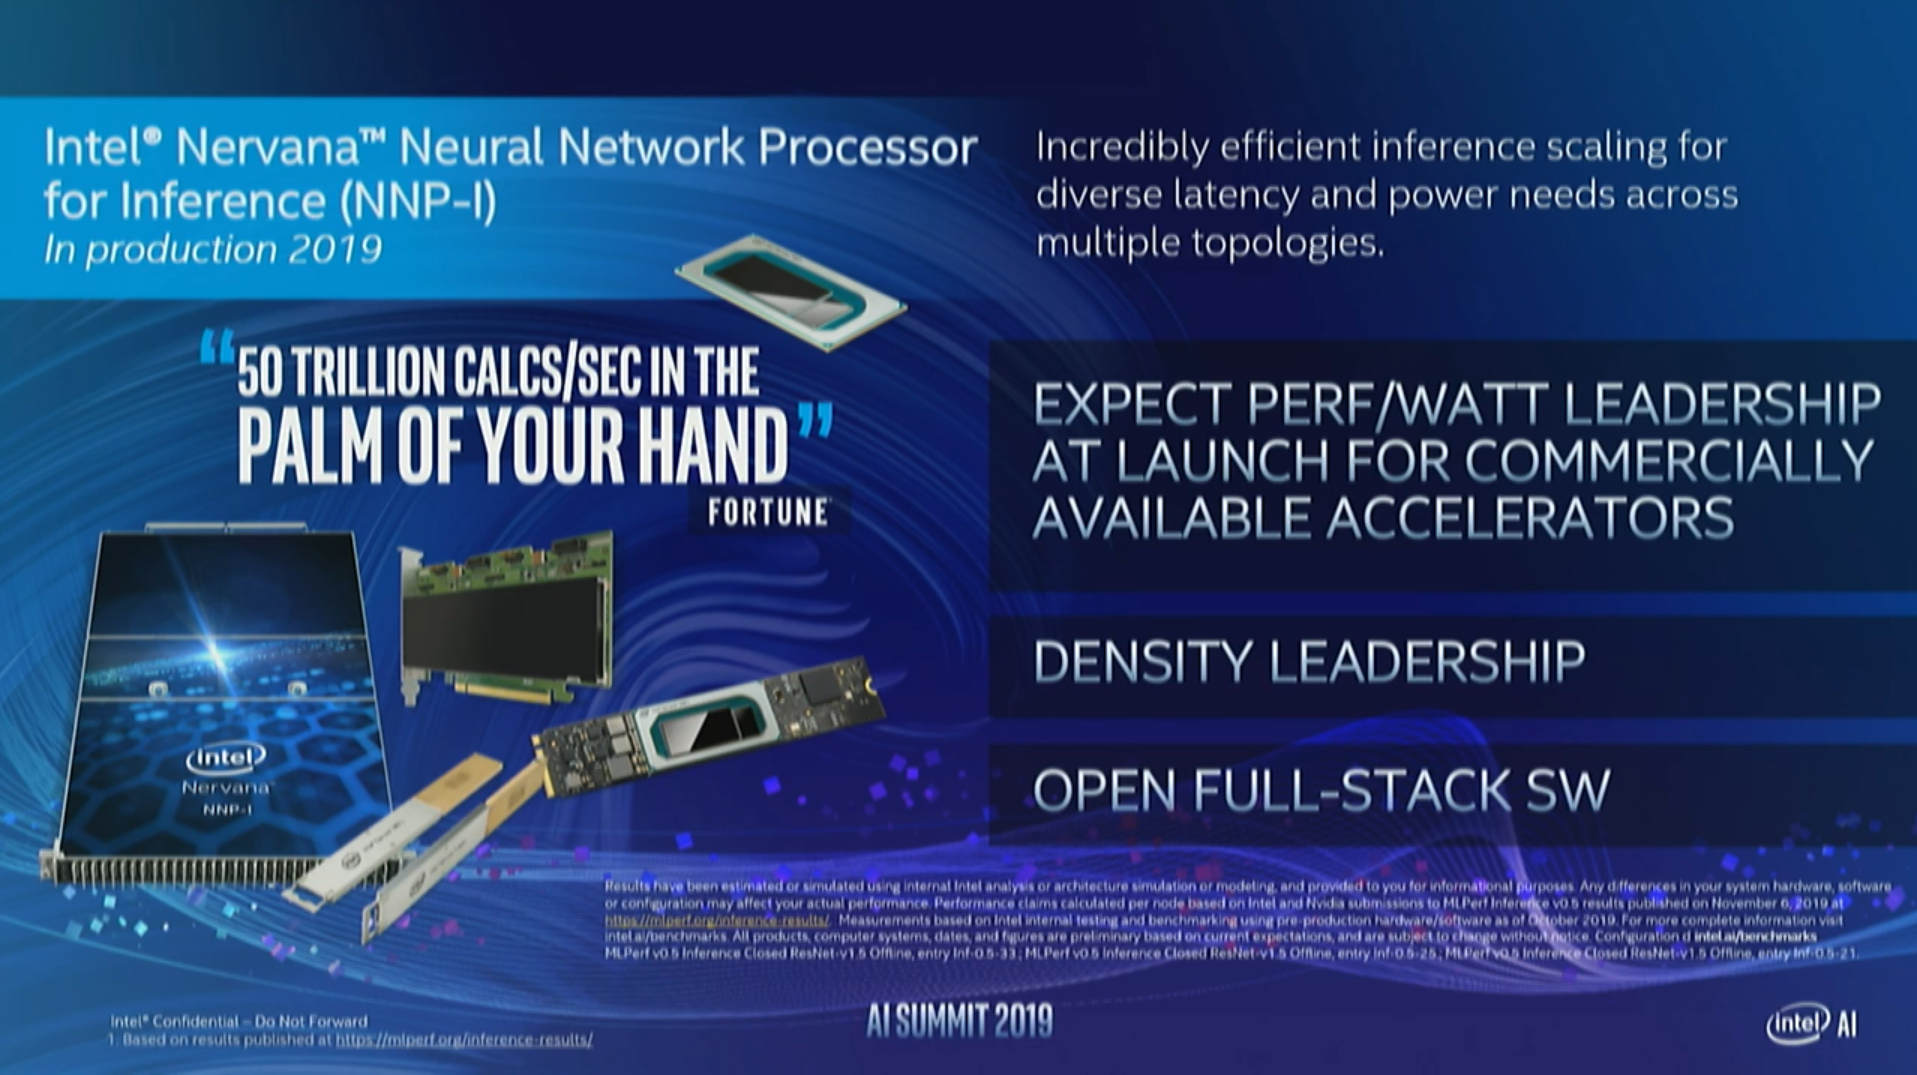 Intel® Nervana™ Neural Network Processor
for Inference (NNP-I)
In production 2019
Incredibly efficient inference scaling for
diverse latency and power needs across
multiple topologies.
“50 TRILLION CALCS/SEC IN THE
PALM OF YOUR HAND”
FORTUNE
EXPECT PERF/WATT LEADERSHIP
AT LAUNCH FOR COMMERCIALLY
AVAILABLE ACCELERATORS
DENSITY LEADERSHIP
OPEN FULL-STACK SW
intel
Nervana
NNP-I
Results have been estimated or simulated using internal Intel analysis or architecture simulation or modeling, and provided to you for informational purposes. Any differences in your system hardware, software
or configuration may affect your actual performance. Performance claims calculated per node based on Intel and Nvidia submissions to MLPerf Inference v0.5 results published on November 6, 2019 at
https://mlperf.org/inference-results/. Measurements based on Intel internal testing and benchmarking using pre-production hardware/software as of October 2019. For more complete information visit
intel.ai/benchmarks. All products, computer systems, dates, and figures are preliminary based on current expectations, and are subject to change without notice. Configuration d intel.ai/benchmarks
MLPerf v0.5 Inference Closed ResNet-v1.5 Offline, entry Inf-0.5-33; MLPerf v0.5 Inference Closed ResNet-v1.5 Offline, entry Inf-0.5-25; MLPerf v0.5 Inference Closed ResNet-v1.5 Offline, entry Inf-0.5-21.
Intel® Confidential – Do Not Forward
1. Based on results published at https://mlperf.org/inference-results/
AI SUMMIT 2019
intel AI